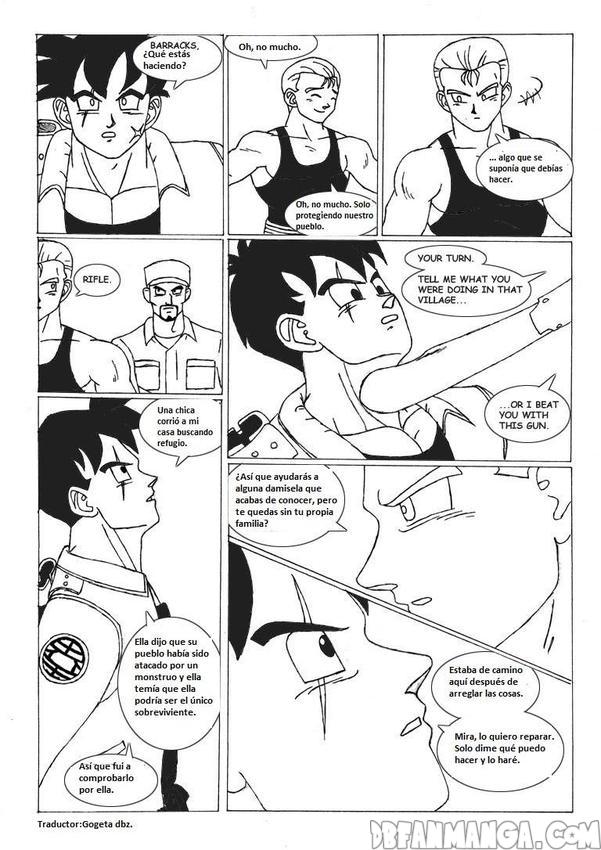 BARRACKS,
¿Qué estás
haciendo?
Oh, no mucho.
Oh, no mucho. Solo
protegiendo nuestro
pueblo.
... algo que se
suponía que debías
hacer.
RIFLE.
YOUR TURN.
TELL ME WHAT YOU
WERE DOING IN THAT
VILLAGE...
...OR I BEAT
YOU WITH
THIS GUN.
Una chica
corrió a mi
casa buscando
refugio.
Ella dijo que su
pueblo había sido
atacado por un
monstruo y ella
temía que ella
podría ser el único
sobreviviente.
Así que fui a
comprobarlo
por ella.
¿Así que ayudarás a
alguna damisela que
acabas de conocer, pero
te quedas sin tu propia
familia?
Estaba de camino
aquí después de
arreglar las cosas.
Mira, lo quiero reparar.
Solo dime qué puedo
hacer y lo haré.
Traductor:Gogeta dbz.
DBFANMANGA.COM